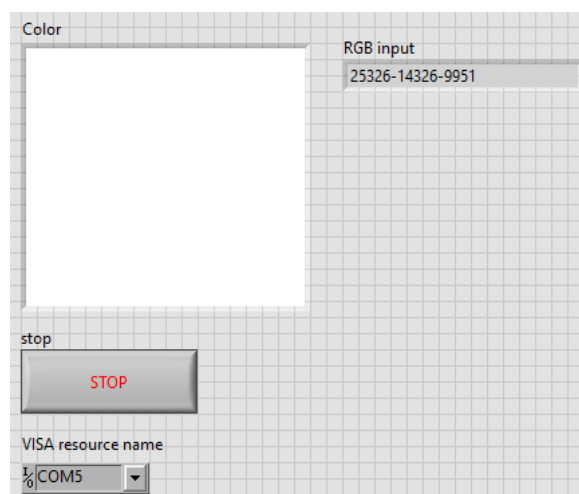 Color
RGB input
25326-14326-9951
stop
STOP
VISA resource name
I/O COM5